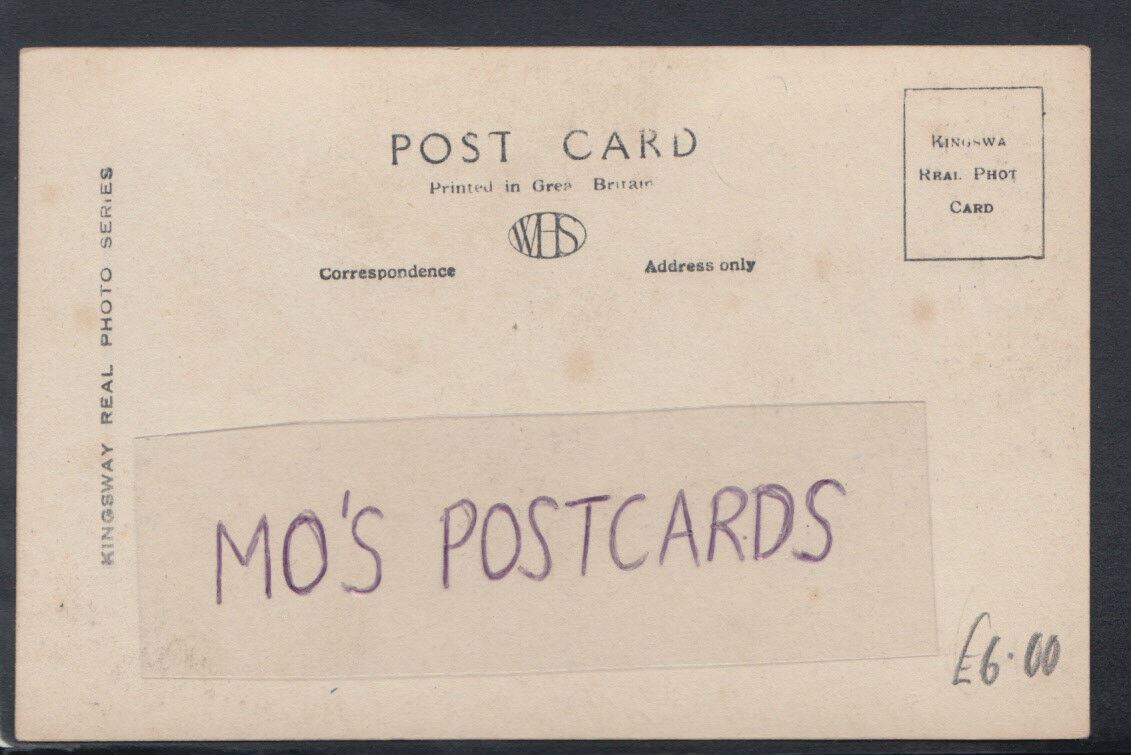 POST CARD
Printed in Grea Britain
WHS
Correspondence
Address only
KINGSWA
REAL PHOT
CARD
KINGSWAY REAL PHOTO SERIES
MO'S POSTCARDS
£6.00